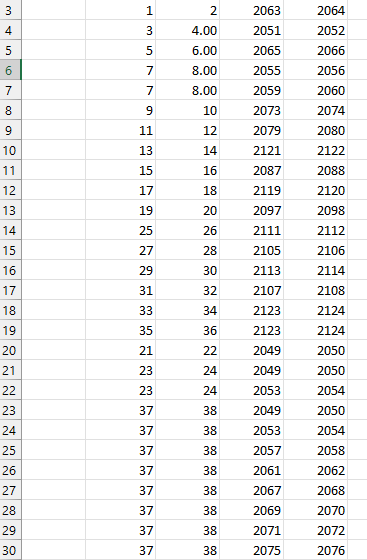 3 1 2 2063 2064
4 3 4.00 2051 2052
5 5 6.00 2065 2066
6 7 8.00 2055 2056
7 7 8.00 2059 2060
8 9 10 2073 2074
9 11 12 2079 2080
10 13 14 2121 2122
11 15 16 2087 2088
12 17 18 2119 2120
13 19 20 2097 2098
14 25 26 2111 2112
15 27 28 2105 2106
16 29 30 2113 2114
17 31 32 2107 2108
18 33 34 2123 2124
19 35 36 2123 2124
20 21 22 2049 2050
21 23 24 2049 2050
22 23 24 2053 2054
23 37 38 2049 2050
24 37 38 2053 2054
25 37 38 2057 2058
26 37 38 2061 2062
27 37 38 2067 2068
28 37 38 2069 2070
29 37 38 2071 2072
30 37 38 2075 2076